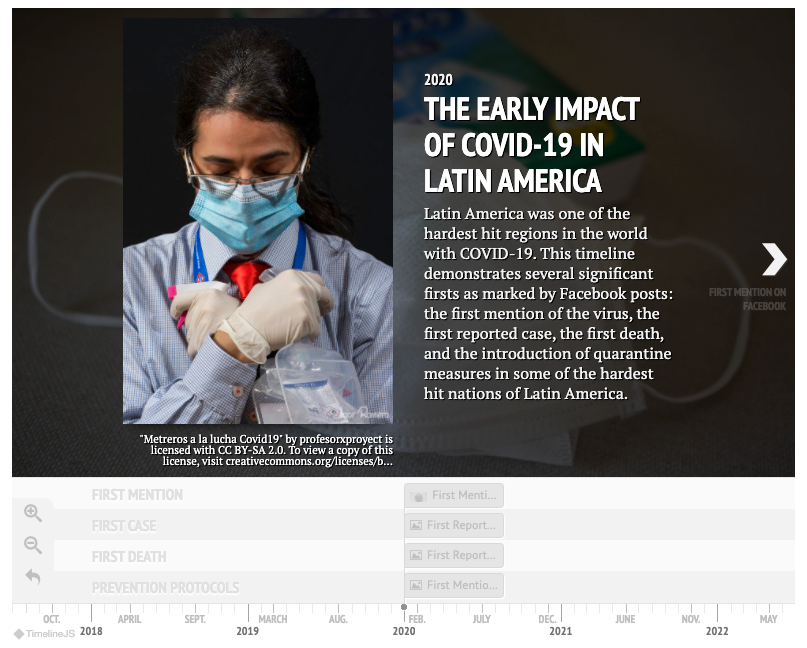 2020
THE EARLY IMPACT
OF COVID-19 IN
LATIN AMERICA
Latin America was one of the
hardest hit regions in the world
with COVID-19. This timeline
demonstrates several significant
firsts as marked by Facebook posts:
the first mention of the virus, the
first reported case, the first death,
and the introduction of quarantine
measures in some of the hardest
hit nations of Latin America.
"Metreros a la lucha Covid19" by profesorxproyect is
licensed with CC BY-SA 2.0. To view a copy of this
license, visit creativecommons.org/licenses/b...
FIRST MENTION ON
FACEBOOK
FIRST MENTION
First Menti...
FIRST CASE
First Report...
FIRST DEATH
First Report...
PREVENTION PROTOCOLS
First Mentio...
OCT. APRIL SEPT. MARCH AUG. FEB. JULY DEC. JUNE NOV. MAY
TimelineJS 2018 2019 2020 2021 2022